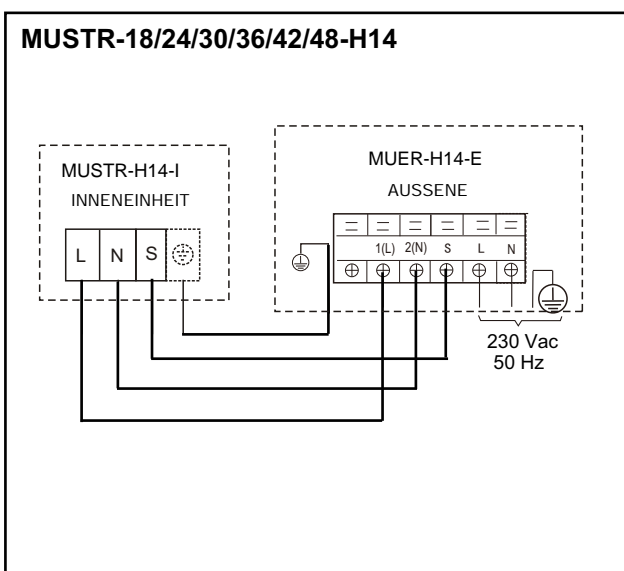 MUSTR-18/24/30/36/42/48-H14
MUSTR-H14-I
INNENEINHEIT
L N S
MUER-H14-E
AUSSENE
1(L) 2(N) S L N
230 Vac
50 Hz